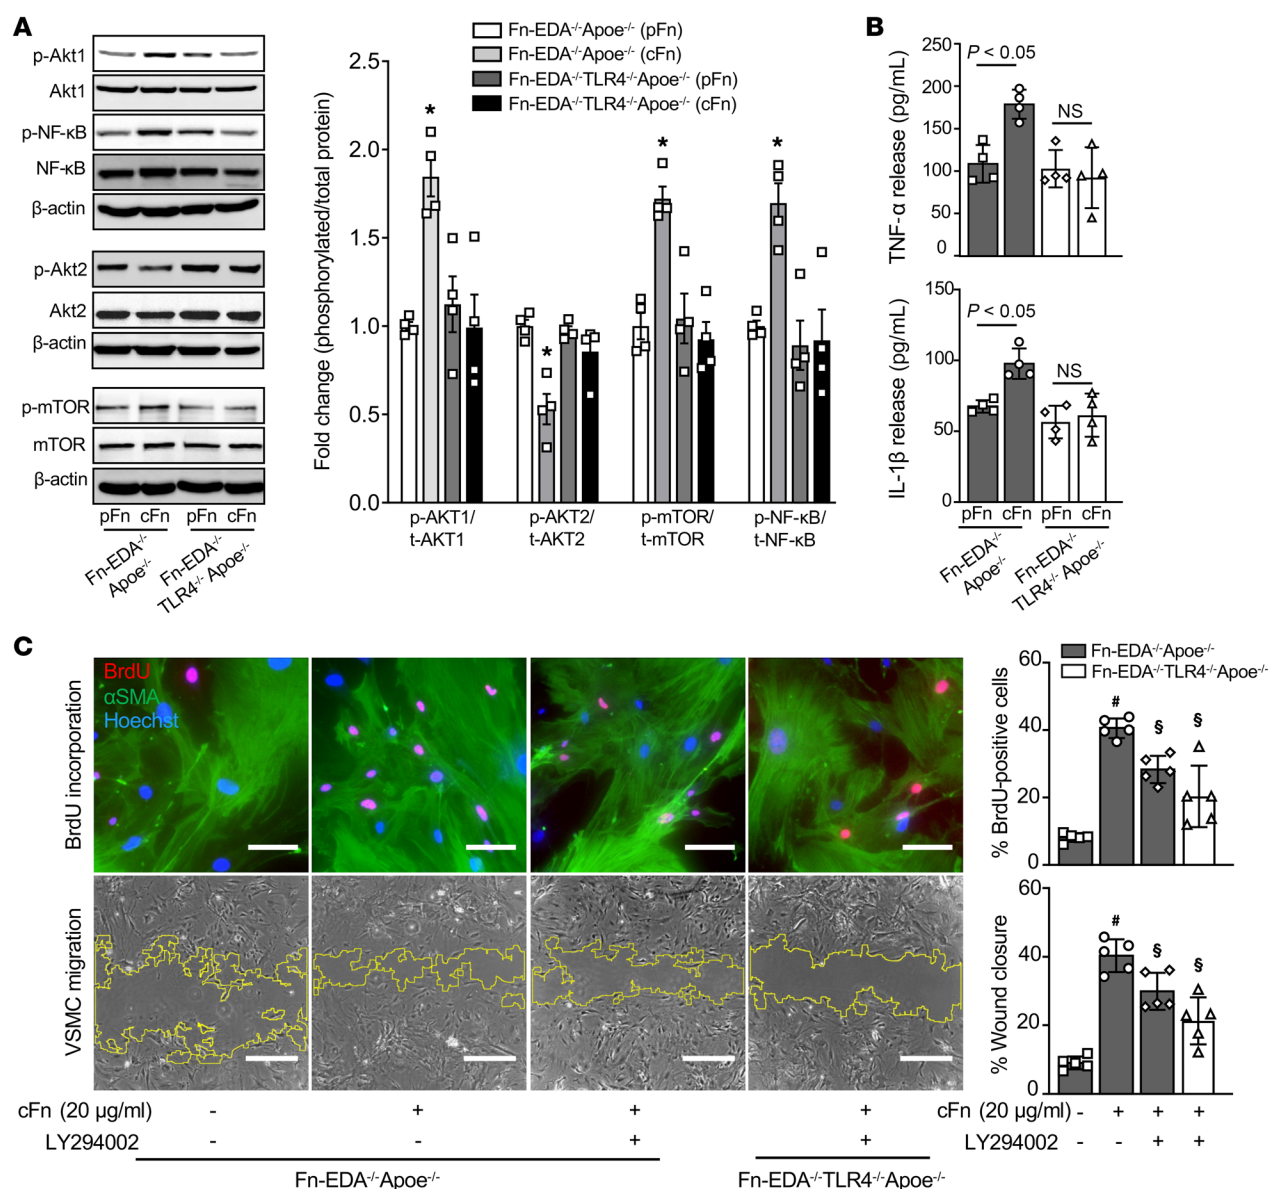 A
p-Akt1
Akt1
p-NF-κB
NF-κB
β-actin
p-Akt2
Akt2
β-actin
p-mTOR
mTOR
β-actin
pFn cFn pFn cFn
Fn-EDA-/-
Apoe-/-
Fn-EDA-/-
TLR4-/- Apoe-/-
Fn-EDA-/-Apoe-/- (pFn)
Fn-EDA-/-Apoe-/- (cFn)
Fn-EDA-/-TLR4-/-Apoe-/- (pFn)
Fn-EDA-/-TLR4-/-Apoe-/- (cFn)
Fold change (phosphorylated/total protein)
2.5
2.0
1.5
1.0
0.5
0.0
* * * *
p-AKT1/
t-AKT1
p-AKT2/
t-AKT2
p-mTOR/
t-mTOR
p-NF-κB/
t-NF-κB
B
TNF-α release (pg/mL)
250
200
150
100
50
0
P < 0.05
NS
IL-1β release (pg/mL)
150
100
50
0
P < 0.05
NS
pFn cFn pFn cFn
Fn-EDA-/-
Apoe-/-
Fn-EDA-/-
TLR4-/- Apoe-/-
C
BrdU incorporation
BrdU
αSMA
Hoechst
VSMC migration
cFn (20 µg/ml) - + + +
LY294002 - - + +
Fn-EDA-/-Apoe-/-
Fn-EDA-/-TLR4-/-Apoe-/-
Fn-EDA-/-Apoe-/-
Fn-EDA-/-TLR4-/-Apoe-/-
% BrdU-positive cells
60
40
20
0
# § §
% Wound closure
60
40
20
0
# § §
cFn (20 µg/ml) - + + +
LY294002 - - + +